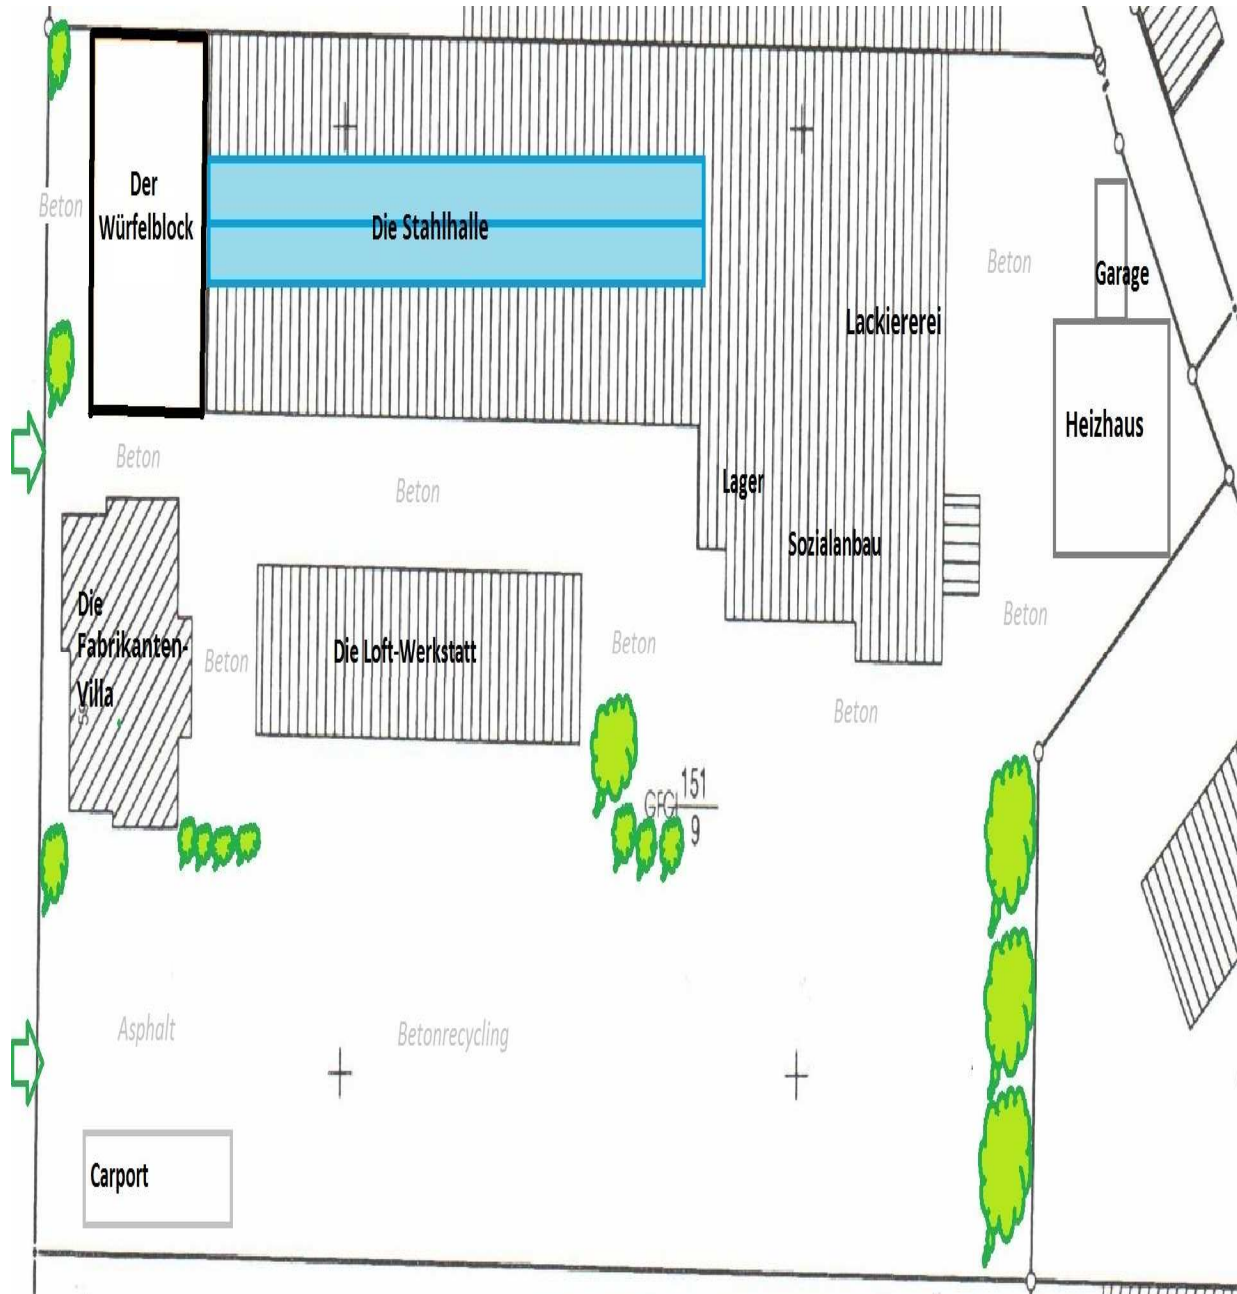 Der
Würfelblock
Beton
Die Stahlhalle
Beton
Garage
Lackiererei
Heizhaus
Beton
Beton
Lager
Sozialanbau
Die
Fabrikanten-
Villa
Beton
Die Loft-Werkstatt
Beton
Beton
Beton
151
9
Asphalt
Betonrecycling
Carport